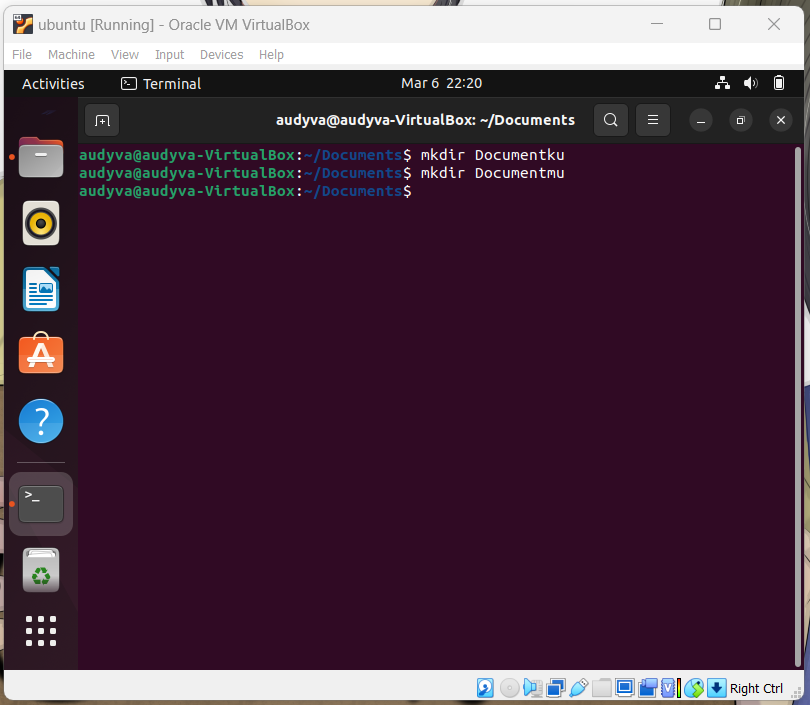 ubuntu [Running] - Oracle VM VirtualBox
File Machine View Input Devices Help
Activities Terminal Mar 6 22:20
audyva@audyva-VirtualBox: ~/Documents
audyva@audyva-VirtualBox:~/Documents$ mkdir Documentku
audyva@audyva-VirtualBox:~/Documents$ mkdir Documentmu
audyva@audyva-VirtualBox:~/Documents$
Right Ctrl